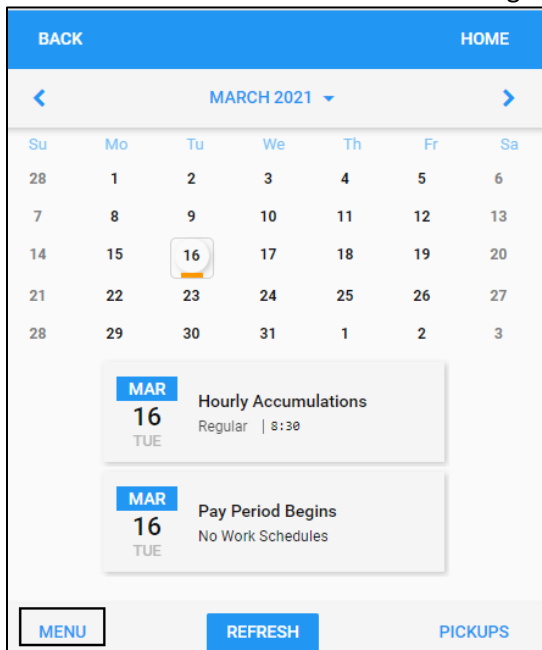 BACK HOME
MARCH 2021
Su Mo Tu We Th Fr Sa
28 1 2 3 4 5 6
7 8 9 10 11 12 13
14 15 16 17 18 19 20
21 22 23 24 25 26 27
28 29 30 31 1 2 3
MAR
16
TUE
Hourly Accumulations
Regular | 8:30
MAR
16
TUE
Pay Period Begins
No Work Schedules
MENU REFRESH PICKUPS